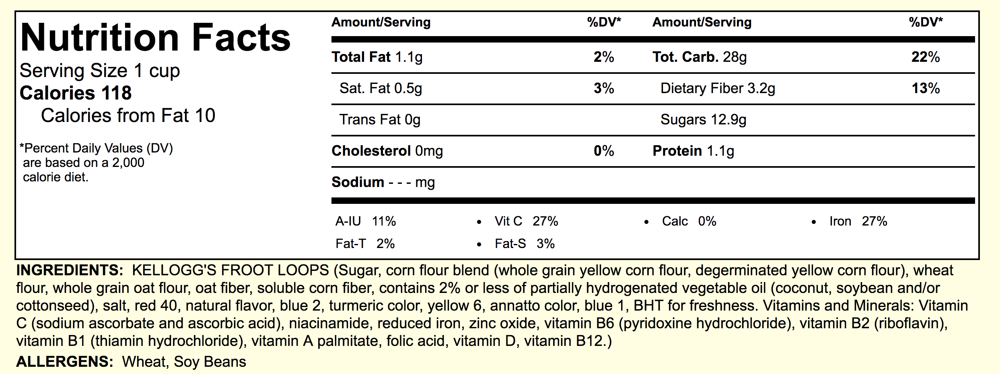 Nutrition Facts
Serving Size 1 cup
Calories 118
Calories from Fat 10
*Percent Daily Values (DV)
are based on a 2,000
calorie diet.
Amount/Serving %DV* Amount/Serving %DV*
Total Fat 1.1g 2% Tot. Carb. 28g 22%
Sat. Fat 0.5g 3% Dietary Fiber 3.2g 13%
Trans Fat 0g Sugars 12.9g
Cholesterol 0mg 0% Protein 1.1g
Sodium - - - mg
A-IU 11% • Vit C 27% • Calc 0% • Iron 27%
Fat-T 2% • Fat-S 3%
INGREDIENTS: KELLOGG'S FROOT LOOPS (Sugar, corn flour blend (whole grain yellow corn flour, degerminated yellow corn flour), wheat
flour, whole grain oat flour, oat fiber, soluble corn fiber, contains 2% or less of partially hydrogenated vegetable oil (coconut, soybean and/or
cottonseed), salt, red 40, natural flavor, blue 2, turmeric color, yellow 6, annatto color, blue 1, BHT for freshness. Vitamins and Minerals: Vitamin
C (sodium ascorbate and ascorbic acid), niacinamide, reduced iron, zinc oxide, vitamin B6 (pyridoxine hydrochloride), vitamin B2 (riboflavin),
vitamin B1 (thiamin hydrochloride), vitamin A palmitate, folic acid, vitamin D, vitamin B12.)
ALLERGENS: Wheat, Soy Beans